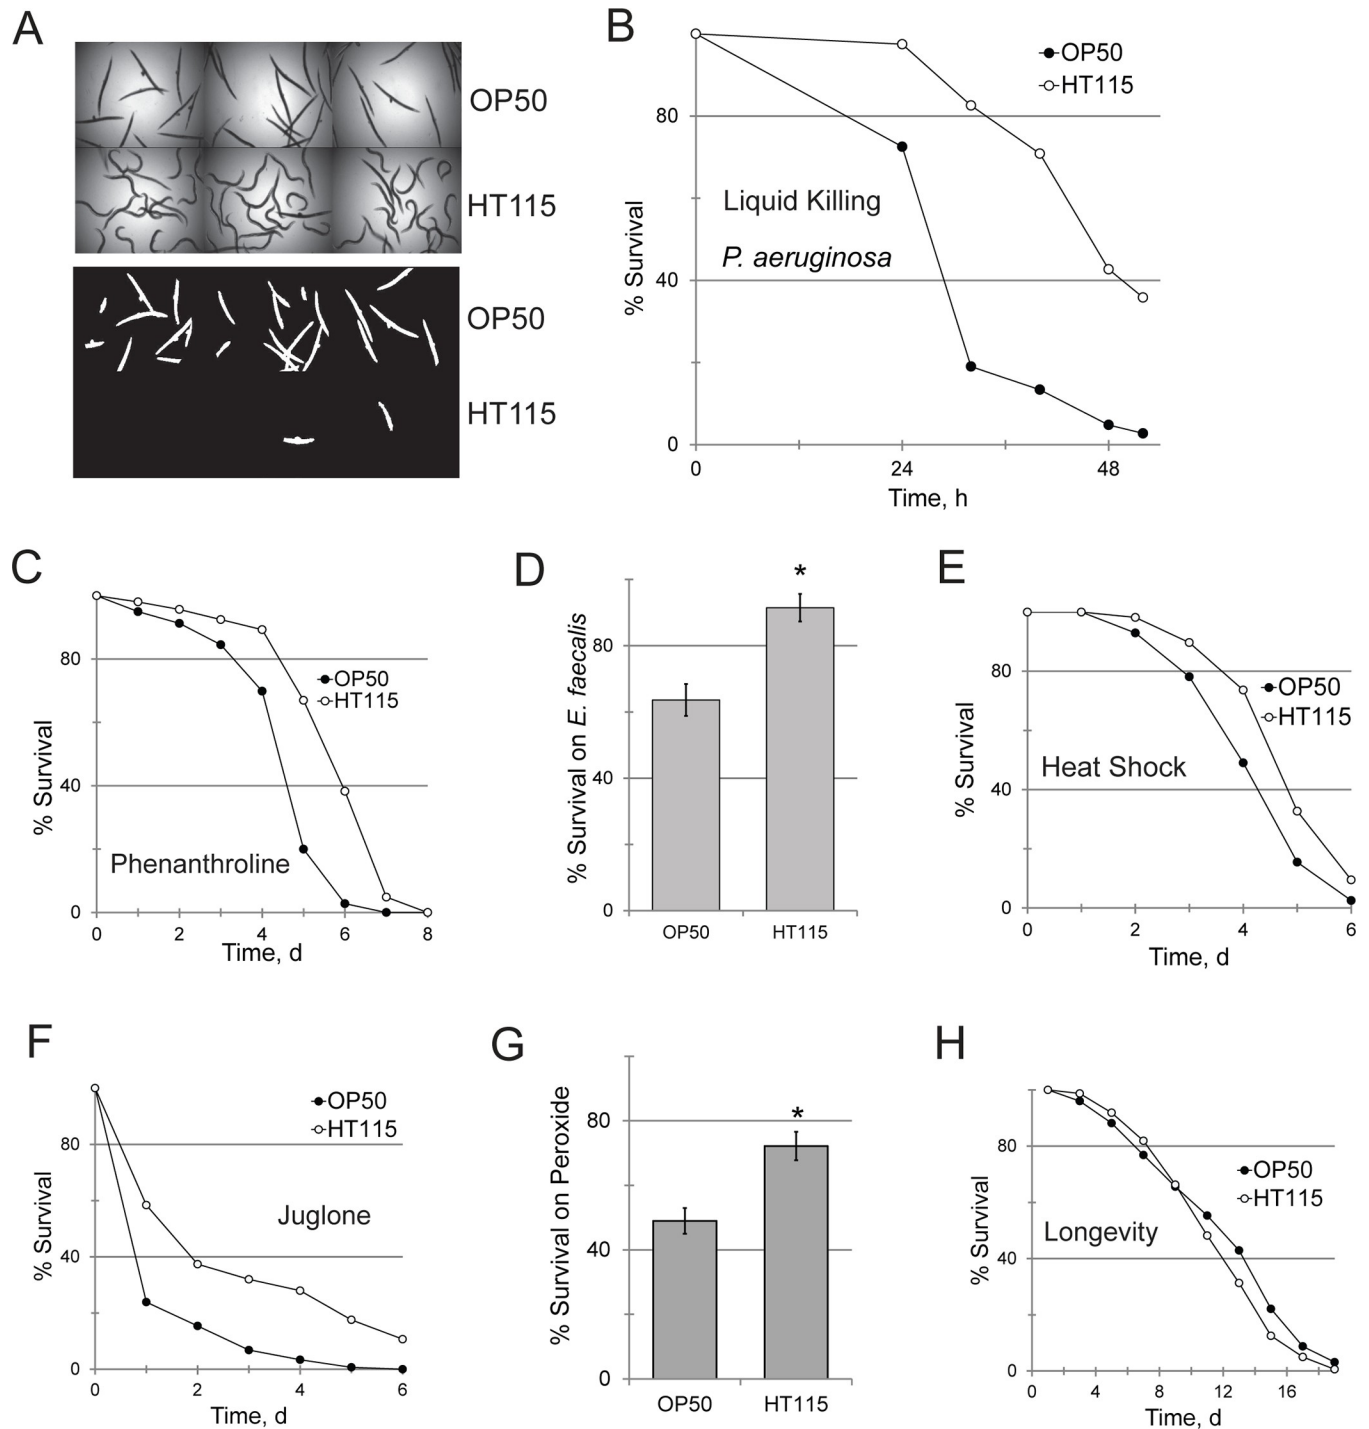 A
OP50
HT115
OP50
HT115
B
OP50
HT115
80
40
0
% Survival
Liquid Killing
P. aeruginosa
0 24 48
Time, h
C
80
40
0
% Survival
OP50
HT115
Phenanthroline
0 2 4 6 8
Time, d
D
*
80
40
0
% Survival on E. faecalis
OP50 HT115
E
80
40
0
% Survival
OP50
HT115
Heat Shock
0 2 4 6
Time, d
F
80
40
0
% Survival
OP50
HT115
Juglone
0 2 4 6
Time, d
G
*
80
40
0
% Survival on Peroxide
OP50 HT115
H
80
40
0
% Survival
OP50
HT115
Longevity
0 4 8 12 16
Time, d